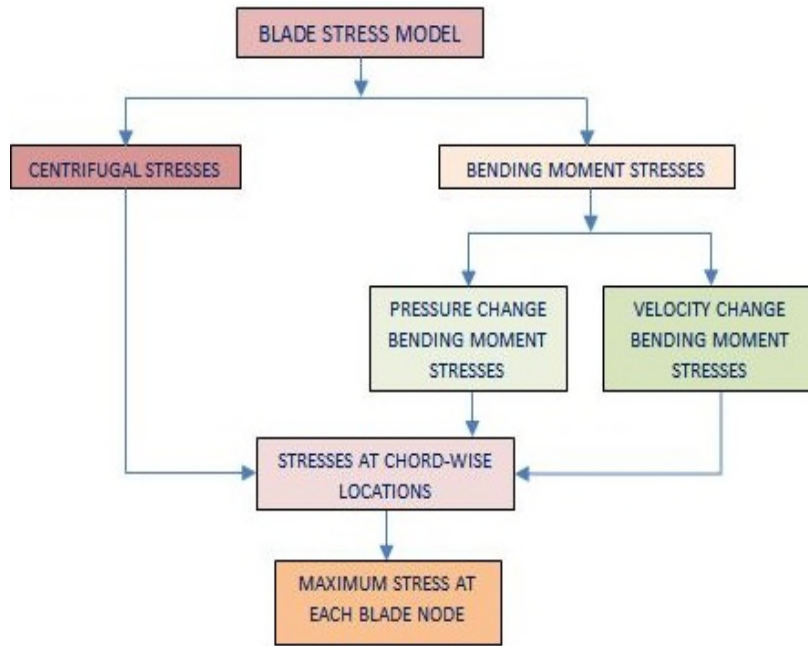 BLADE STRESS MODEL
CENTRIFUGAL STRESSES
BENDING MOMENT STRESSES
PRESSURE CHANGE
BENDING MOMENT
STRESSES
VELOCITY CHANGE
BENDING MOMENT
STRESSES
STRESSES AT CHORD-WISE
LOCATIONS
MAXIMUM STRESS AT
EACH BLADE NODE